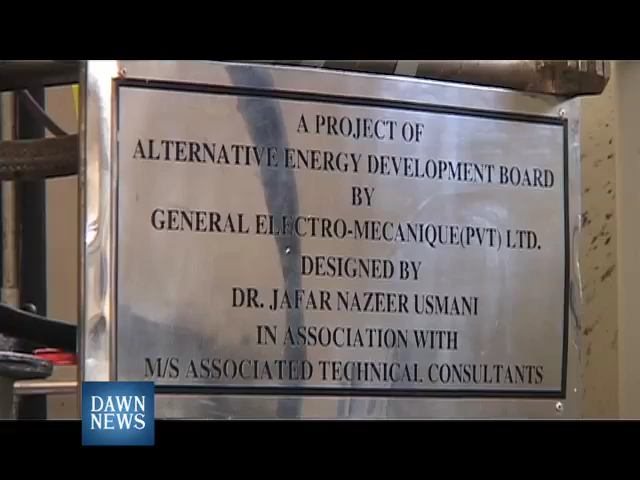 A PROJECT OF
ALTERNATIVE ENERGY DEVELOPMENT BOARD
BY
GENERAL ELECTRO-MECANIQUE(PVT) LTD.
DESIGNED BY
DR. JAFAR NAZEER USMANI
IN ASSOCIATION WITH
M/S ASSOCIATED TECHNICAL CONSULTANTS
DAWN
NEWS